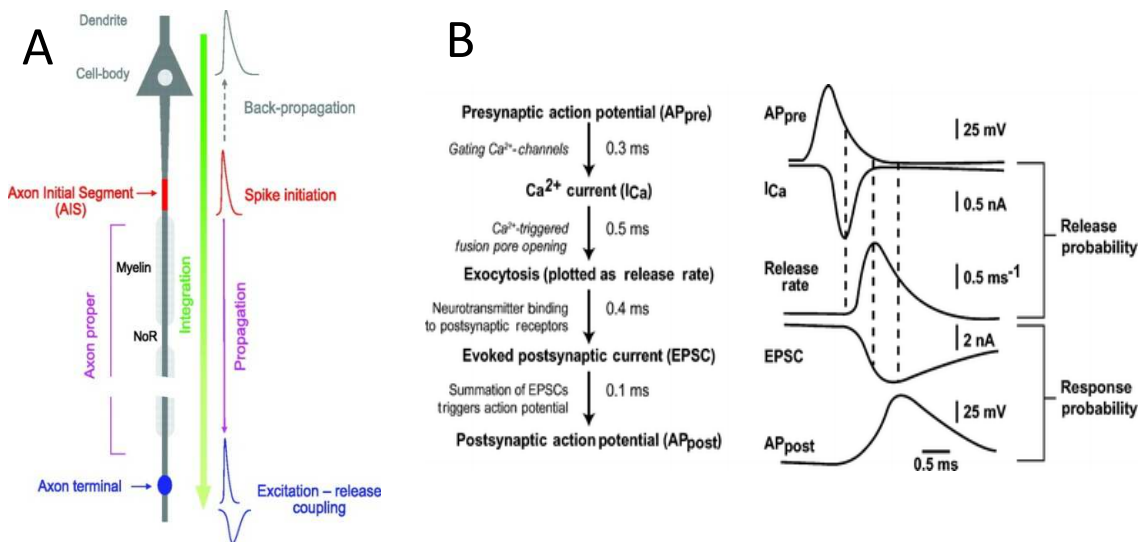 A
Dendrite
Cell-body
Back-propagation
Axon Initial Segment
(AIS)
Spike initiation
Myelin
NoR
Axon proper
Integration
Propagation
Axon terminal
Excitation – release
coupling
B
Presynaptic action potential (APpre)
Gating Ca²⁺-channels
0.3 ms
Ca2+ current (ICa)
Ca²⁺-triggered
fusion pore opening
0.5 ms
Exocytosis (plotted as release rate)
Neurotransmitter binding
to postsynaptic receptors
0.4 ms
Evoked postsynaptic current (EPSC)
Summation of EPSCs
triggers action potential
0.1 ms
Postsynaptic action potential (APpost)
APpre
25 mV
ICa
0.5 nA
Release
rate
0.5 ms-1
Release
probability
EPSC
2 nA
APpost
25 mV
0.5 ms
Response
probability